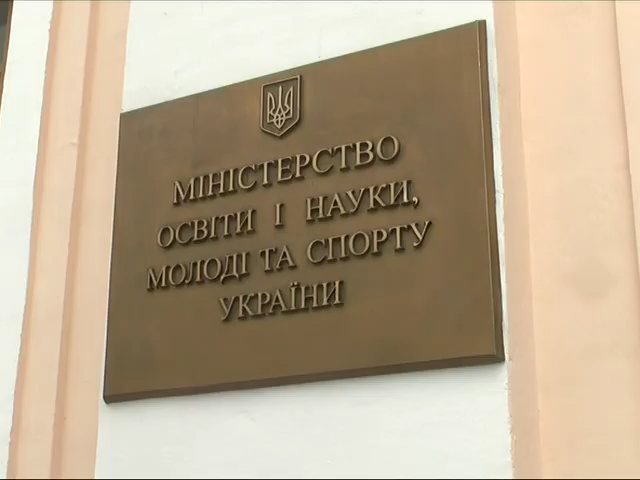 МІНІСТЕРСТВО
ОСВІТИ І НАУКИ,
МОЛОДІ ТА СПОРТУ
УКРАЇНИ